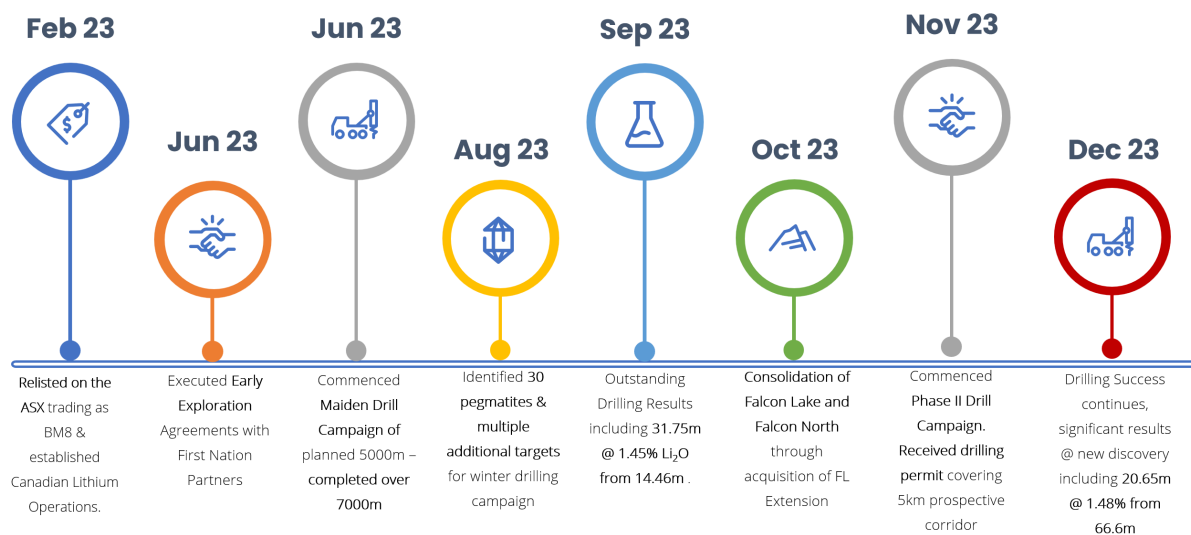 Feb 23
Relisted on the
ASX trading as
BM8 &
established
Canadian Lithium
Operations.
Jun 23
Executed Early
Exploration
Agreements with
First Nation
Partners
Jun 23
Commenced
Maiden Drill
Campaign of
planned 5000m –
completed over
7000m
Aug 23
Identified 30
pegmatites &
multiple
additional targets
for winter drilling
campaign
Sep 23
Outstanding
Drilling Results
including 31.75m
@ 1.45% Li₂O
from 14.46m .
Oct 23
Consolidation of
Falcon Lake and
Falcon North
through
acquisition of FL
Extension
Nov 23
Commenced
Phase II Drill
Campaign.
Received drilling
permit covering
5km prospective
corridor
Dec 23
Drilling Success
continues,
significant results
@ new discovery
including 20.65m
@ 1.48% from
66.6m